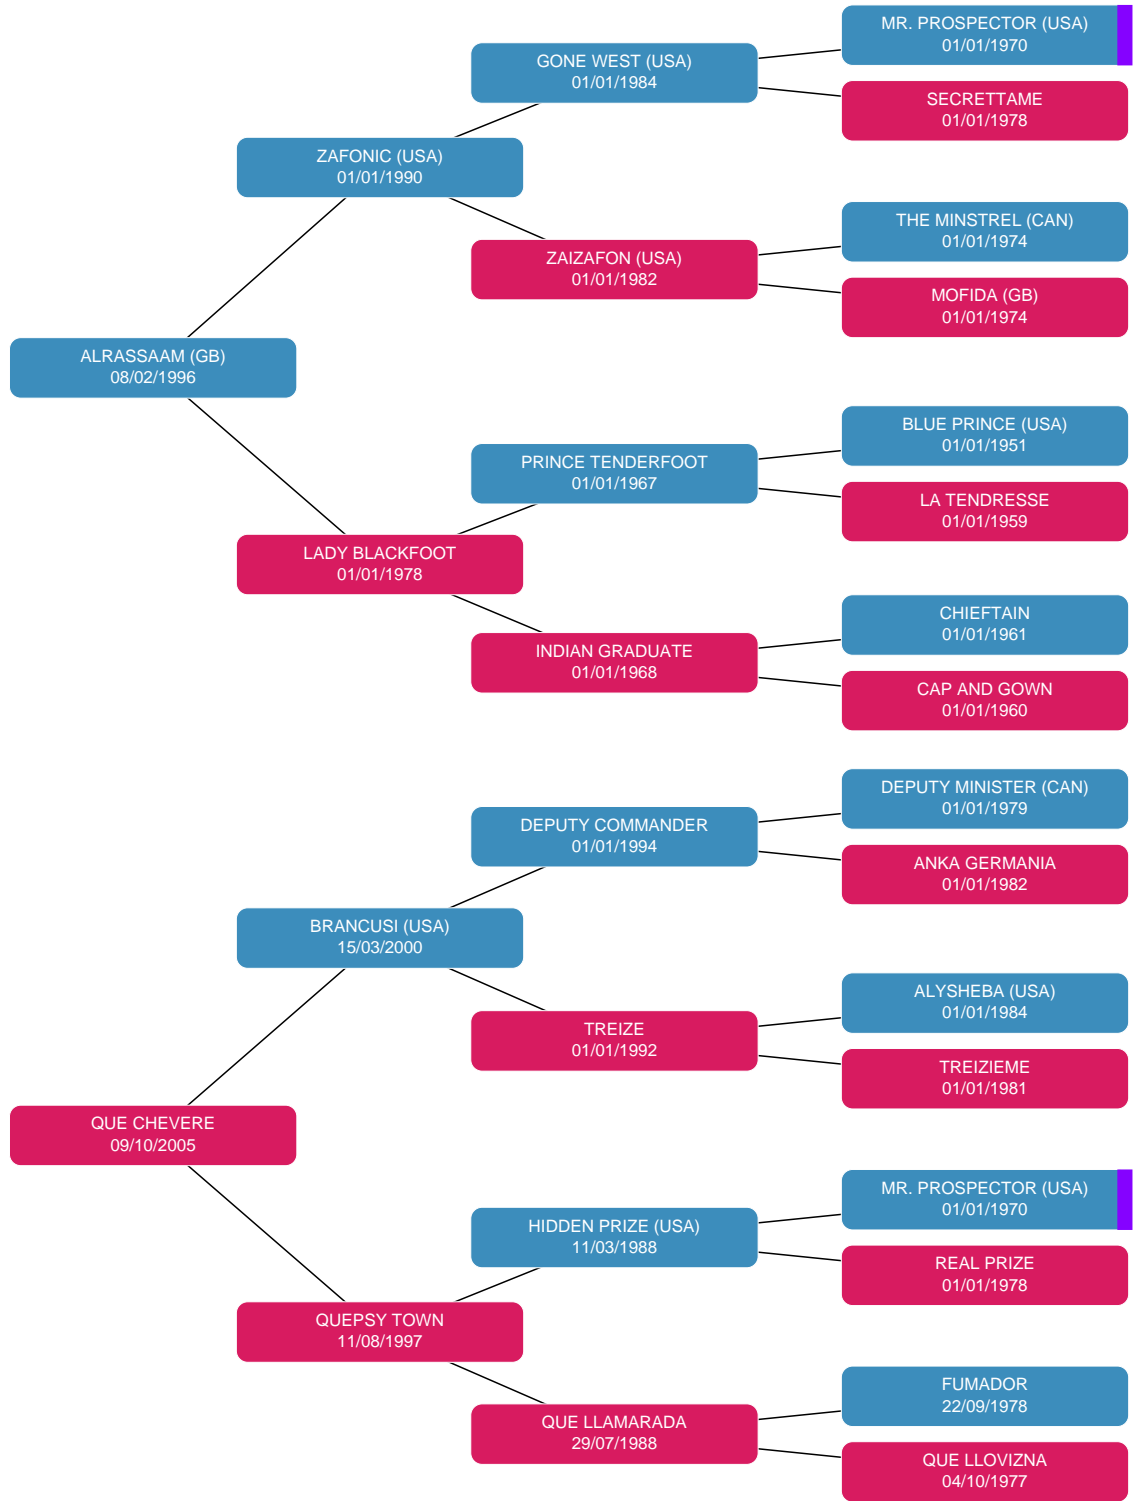 MR. PROSPECTOR (USA)
01/01/1970
GONE WEST (USA)
01/01/1984
SECRETTAME
01/01/1978
ZAFONIC (USA)
01/01/1990
THE MINSTREL (CAN)
01/01/1974
ZAIZAFON (USA)
01/01/1982
MOFIDA (GB)
01/01/1974
ALRASSAAM (GB)
08/02/1996
BLUE PRINCE (USA)
01/01/1951
PRINCE TENDERFOOT
01/01/1967
LA TENDRESSE
01/01/1959
LADY BLACKFOOT
01/01/1978
CHIEFTAIN
01/01/1961
INDIAN GRADUATE
01/01/1968
CAP AND GOWN
01/01/1960
DEPUTY MINISTER (CAN)
01/01/1979
DEPUTY COMMANDER
01/01/1994
ANKA GERMANIA
01/01/1982
BRANCUSI (USA)
15/03/2000
ALYSHEBA (USA)
01/01/1984
TREIZE
01/01/1992
TREIZIEME
01/01/1981
QUE CHEVERE
09/10/2005
MR. PROSPECTOR (USA)
01/01/1970
HIDDEN PRIZE (USA)
11/03/1988
REAL PRIZE
01/01/1978
QUEPSY TOWN
11/08/1997
FUMADOR
22/09/1978
QUE LLAMARADA
29/07/1988
QUE LLOVIZNA
04/10/1977